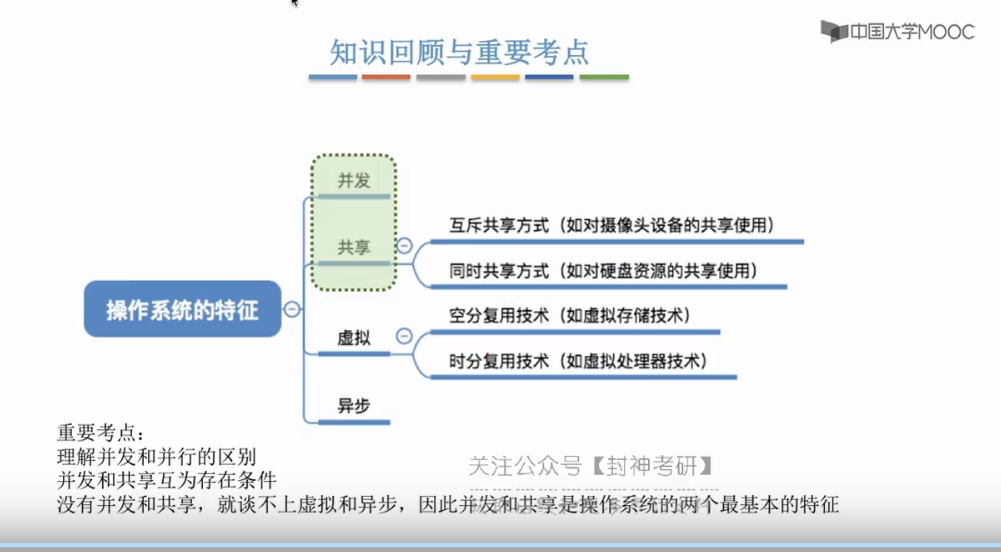 知识回顾与重要考点
中国大学MOOC
并发
共享
互斥共享方式（如对摄像头设备的共享使用）
同时共享方式（如对硬盘资源的共享使用）
操作系统的特征
虚拟
空分复用技术（如虚拟存储技术）
时分复用技术（如虚拟处理器技术）
异步
重要考点：
理解并发和并行的区别
并发和共享互为存在条件
没有并发和共享，就谈不上虚拟和异步，因此并发和共享是操作系统的两个最基本的特征
关注公众号【封神考研】